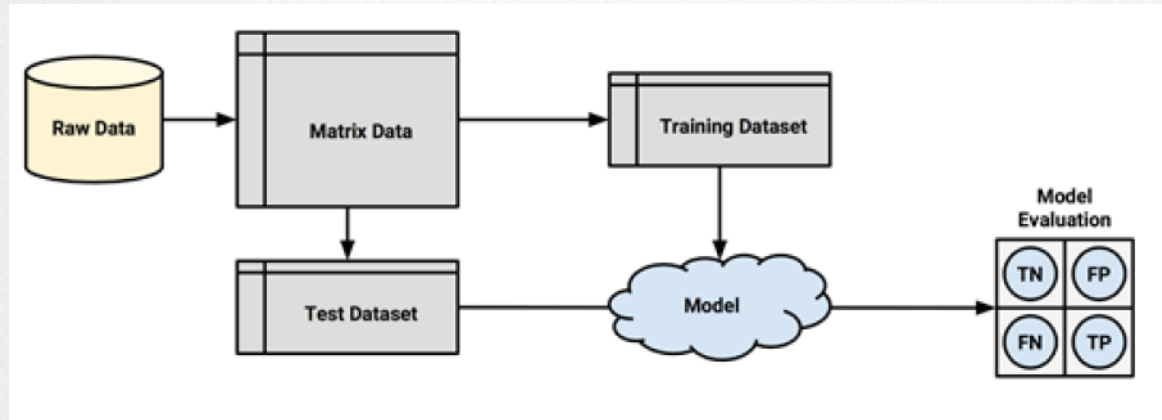 Raw Data
Matrix Data
Training Dataset
Model
Evaluation
TN
FP
Test Dataset
Model
FN
TP